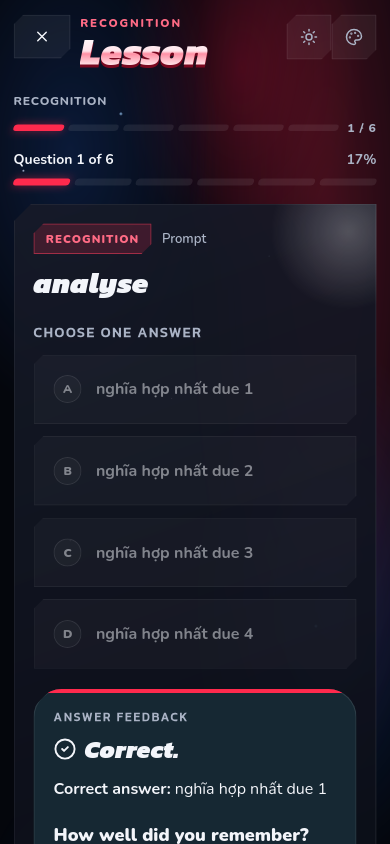 RECOGNITION
Lesson
RECOGNITION
1 / 6
Question 1 of 6
17%
RECOGNITION
Prompt
analyse
CHOOSE ONE ANSWER
A nghĩa hợp nhất due 1
B nghĩa hợp nhất due 2
C nghĩa hợp nhất due 3
D nghĩa hợp nhất due 4
ANSWER FEEDBACK
Correct.
Correct answer: nghĩa hợp nhất due 1
How well did you remember?